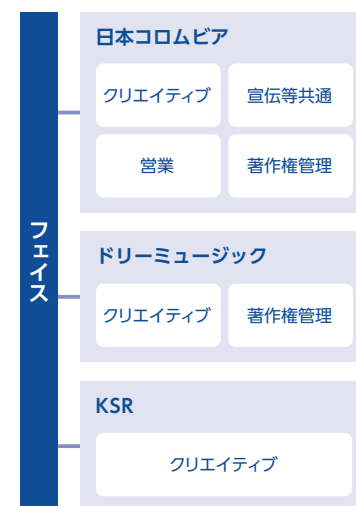 フェイス
日本コロムビア
クリエイティブ
宣伝等共通
営業
著作権管理
ドリーミュージック
クリエイティブ
著作権管理
KSR
クリエイティブ